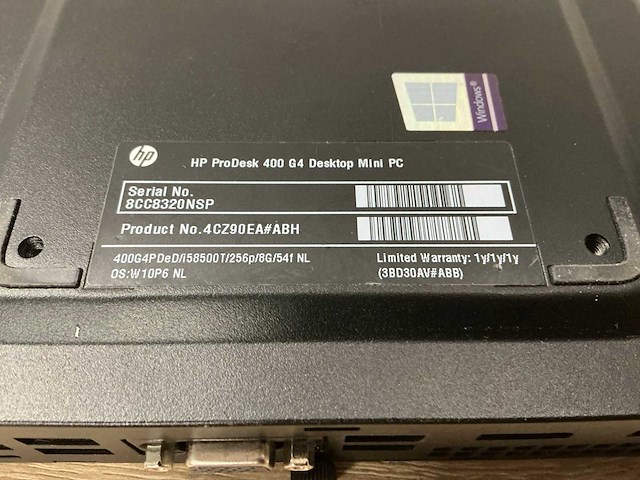 Windows®
hp
HP ProDesk 400 G4 Desktop Mini PC
Serial No.
8CC8320NSP
Product No.4CZ90EA#ABH
400G4PDeD/i58500T/256p/8G/54f NL
OS:W10P6 NL
Limited Warranty: 1y/1y/1y
(3BD30AV#ABB)